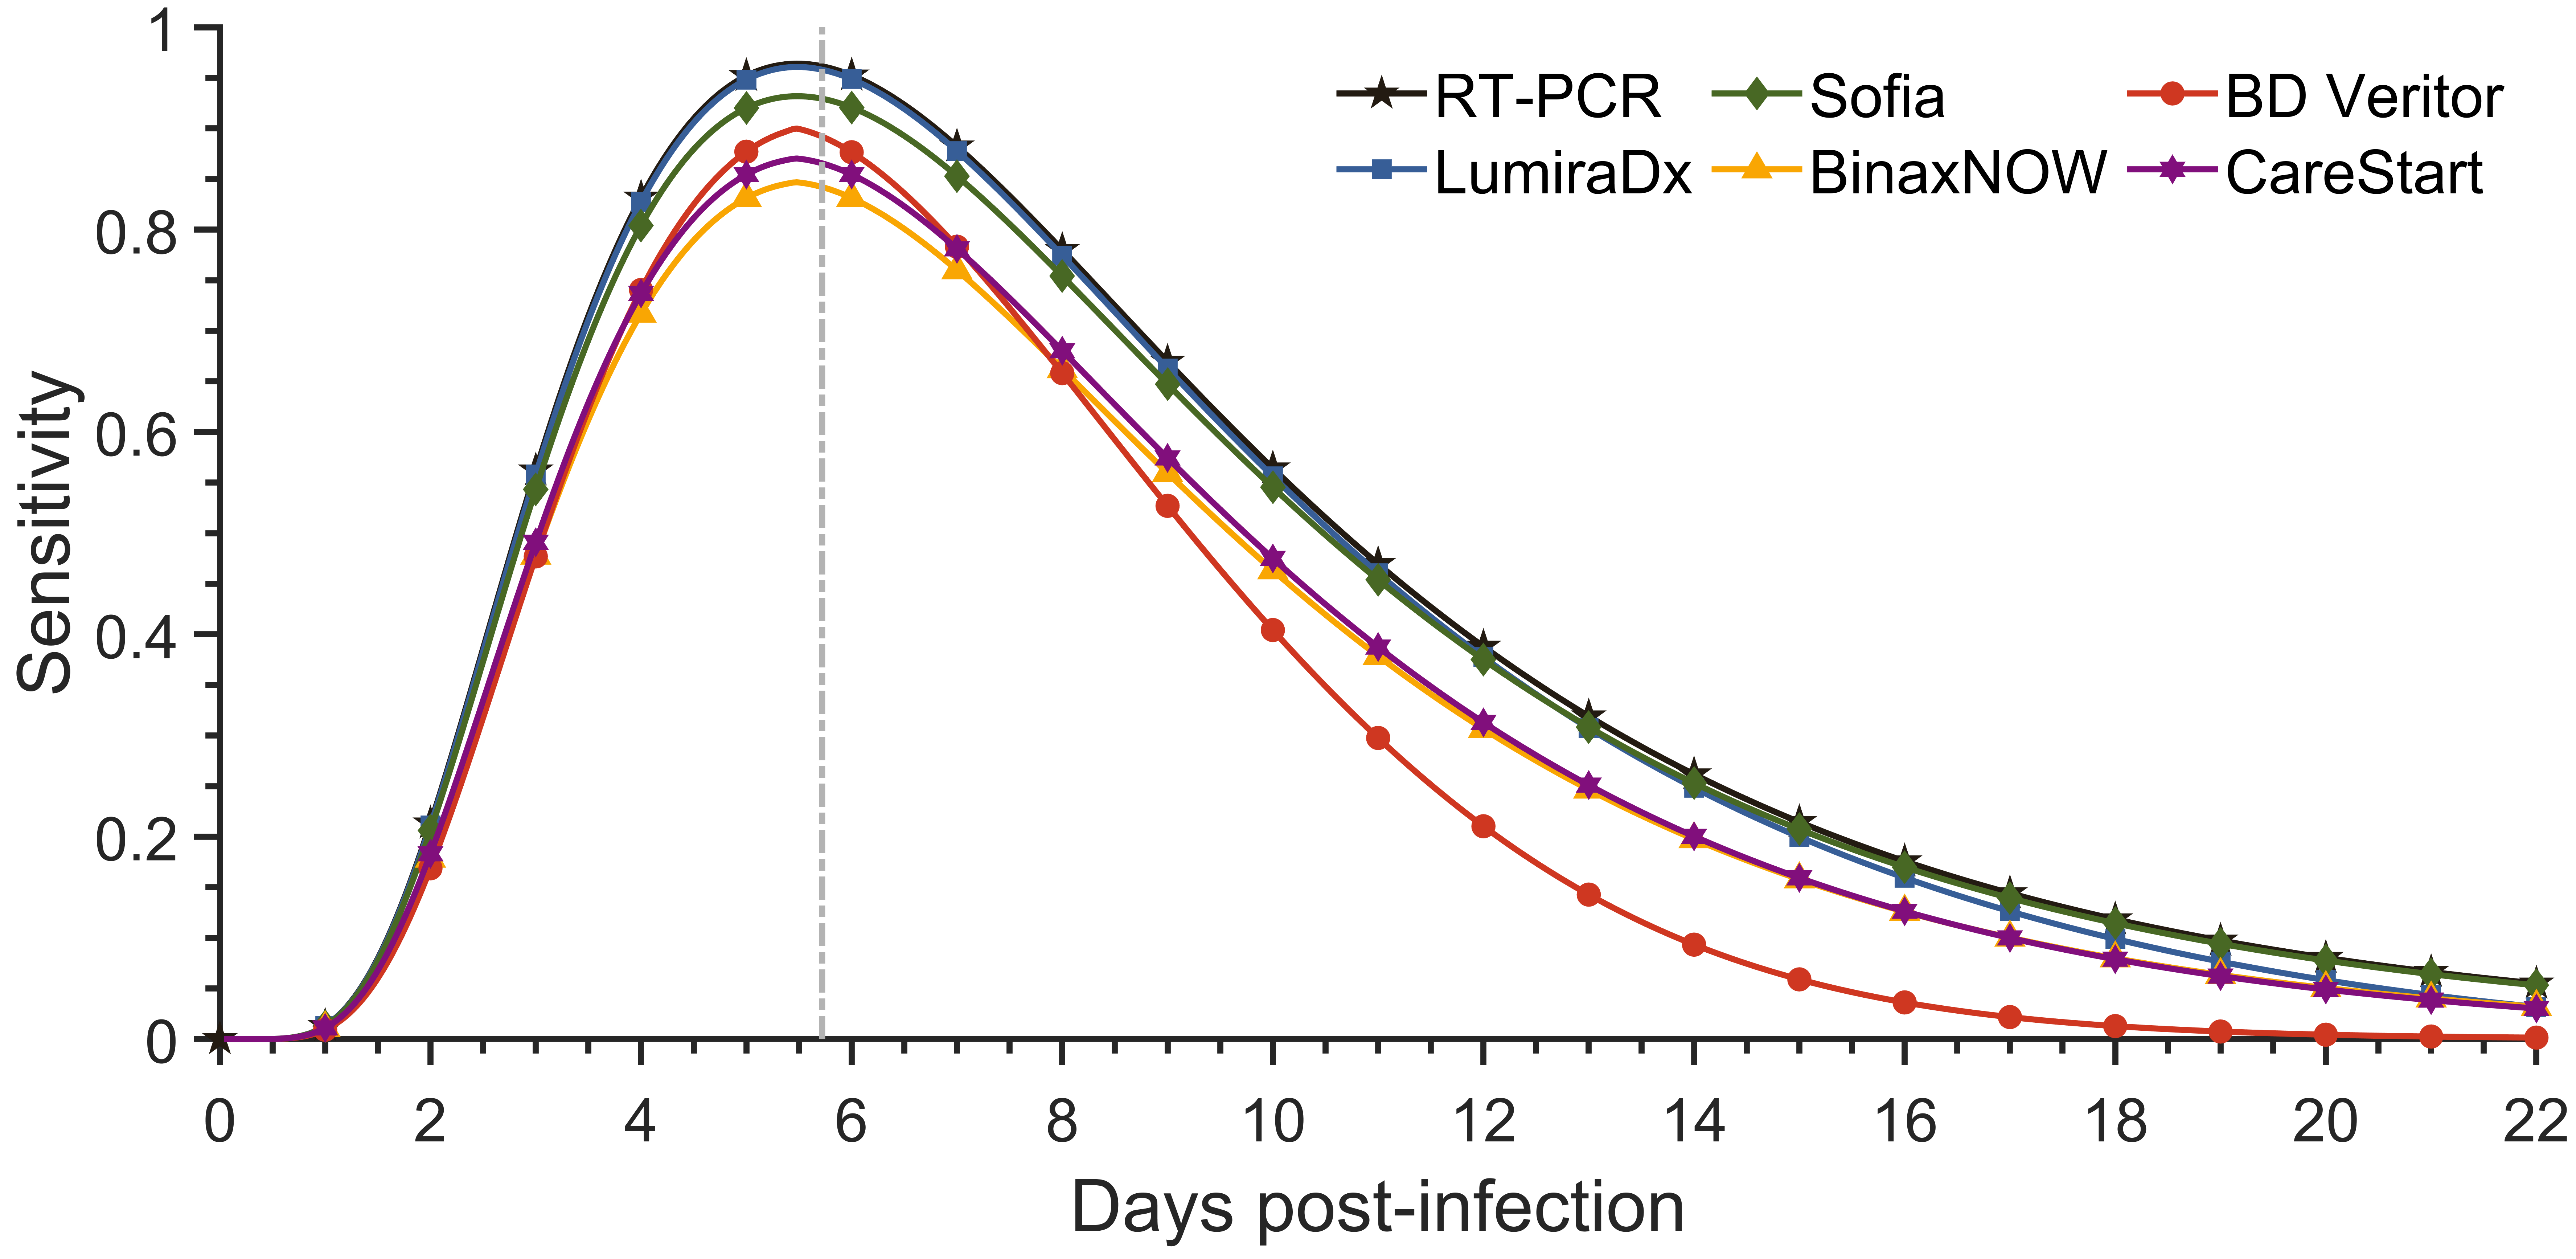 1
0.8
0.6
0.4
0.2
0
Sensitivity
RT-PCR Sofia BD Veritor
LumiraDx BinaxNOW CareStart
0 2 4 6 8 10 12 14 16 18 20 22
Days post-infection